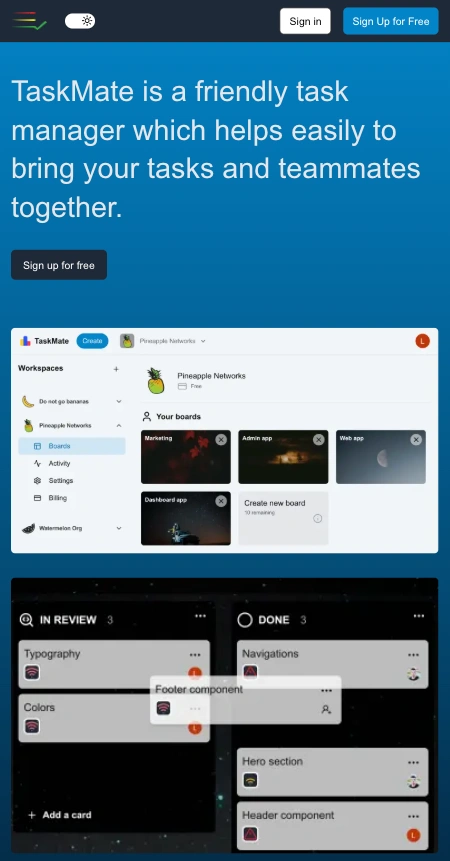 Sign in
Sign Up for Free
TaskMate is a friendly task
manager which helps easily to
bring your tasks and teammates
together.
Sign up for free
TaskMate
Create
Pineapple Networks
L
Workspaces
+
Pineapple Networks
Free
Do not go bananas
Your boards
Pineapple Networks
Marketing
Admin app
Web app
Boards
Activity
Settings
Billing
Dashboard app
Create new board
10 remaining
Watermelon Org
IN REVIEW 3
DONE 3
Typography
L
Navigations
Footer component
Colors
L
Hero section
+ Add a card
Header component
L